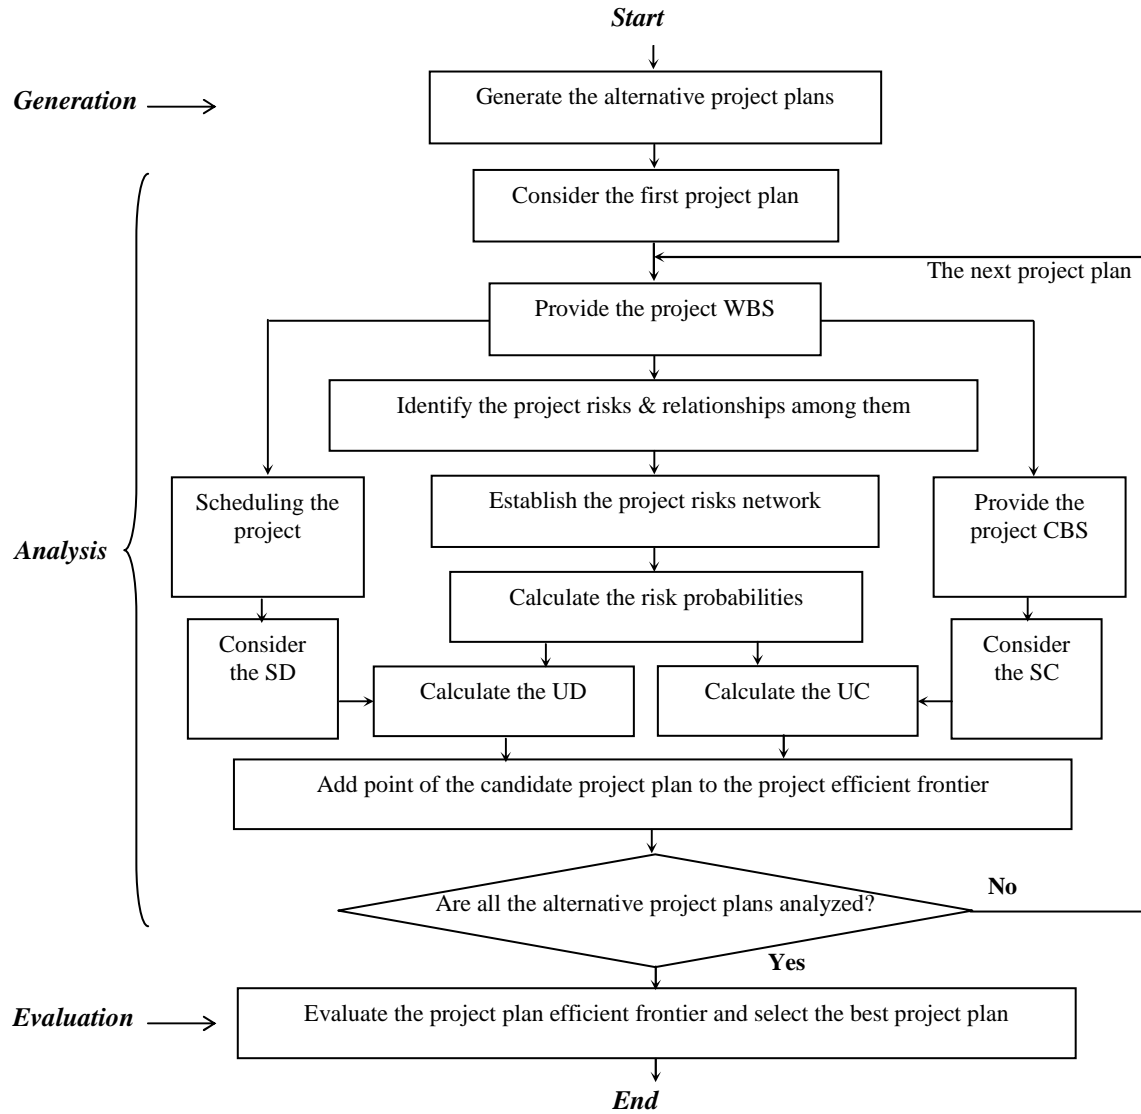 Start
Generation
Generate the alternative project plans
Consider the first project plan
The next project plan
Provide the project WBS
Identify the project risks & relationships among them
Scheduling the
project
Establish the project risks network
Provide the
project CBS
Analysis
Calculate the risk probabilities
Consider
the SD
Calculate the UD
Calculate the UC
Consider
the SC
Add point of the candidate project plan to the project efficient frontier
Are all the alternative project plans analyzed?
No
Yes
Evaluation
Evaluate the project plan efficient frontier and select the best project plan
End